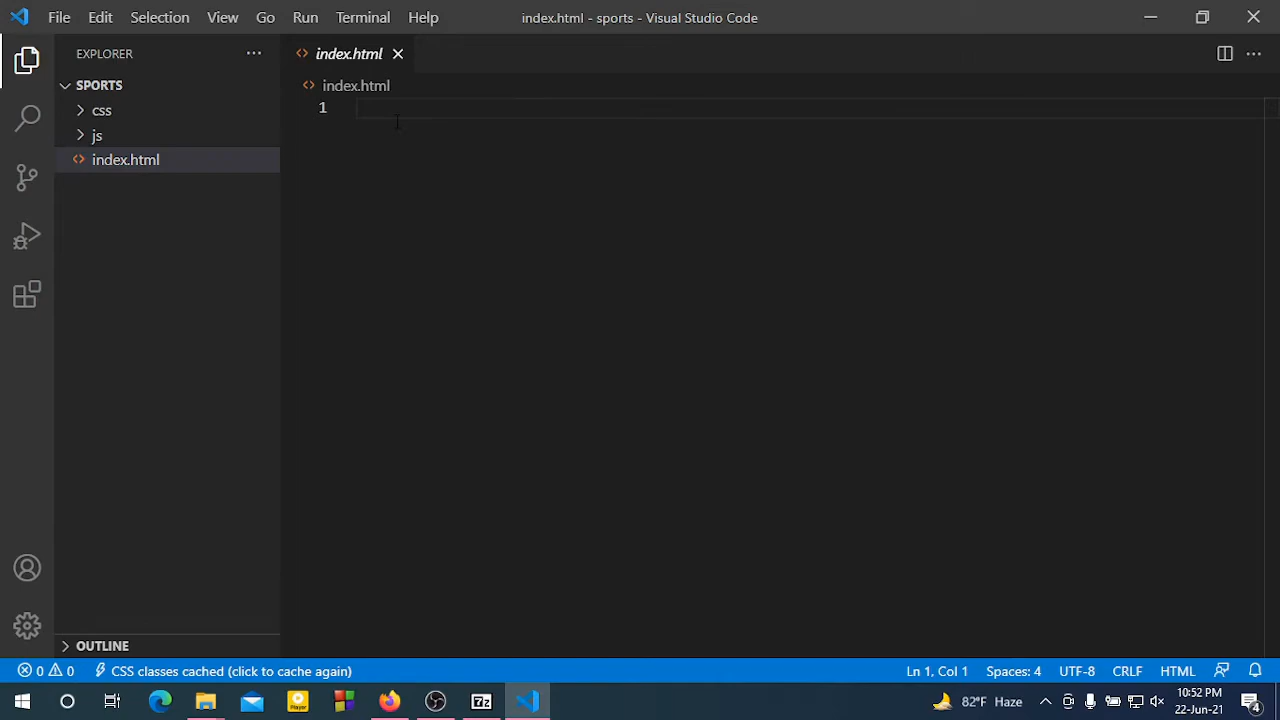 File Edit Selection View Go Run Terminal Help index.html - sports - Visual Studio Code
EXPLORER
index.html
SPORTS
css
js
index.html
index.html
1
OUTLINE
0 0 CSS classes cached (click to cache again) Ln 1, Col 1 Spaces: 4 UTF-8 CRLF HTML
Player
7z
82°F Haze
10:52 PM
22-Jun-21
4